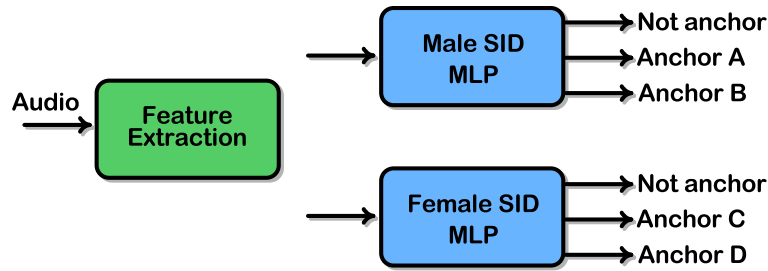 Audio
Feature
Extraction
Male SID
MLP
Not anchor
Anchor A
Anchor B
Female SID
MLP
Not anchor
Anchor C
Anchor D